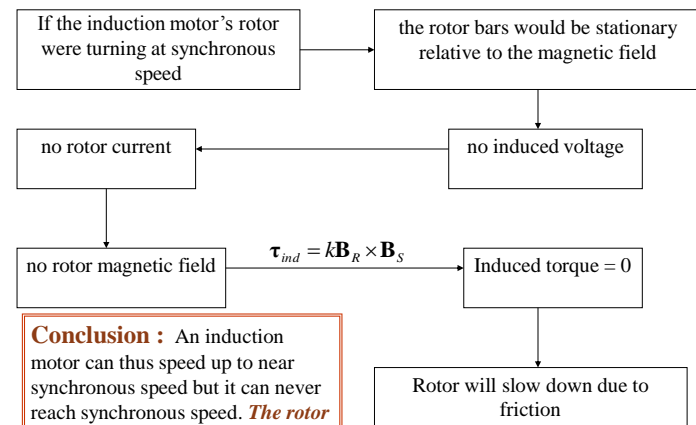 If the induction motor's rotor
were turning at synchronous
speed
the rotor bars would be stationary
relative to the magnetic field
no rotor current
no induced voltage
no rotor magnetic field
τ_ind = kB_R × B_S
Induced torque = 0
Conclusion : An induction
motor can thus speed up to near
synchronous speed but it can never
reach synchronous speed. The rotor
Rotor will slow down due to
friction